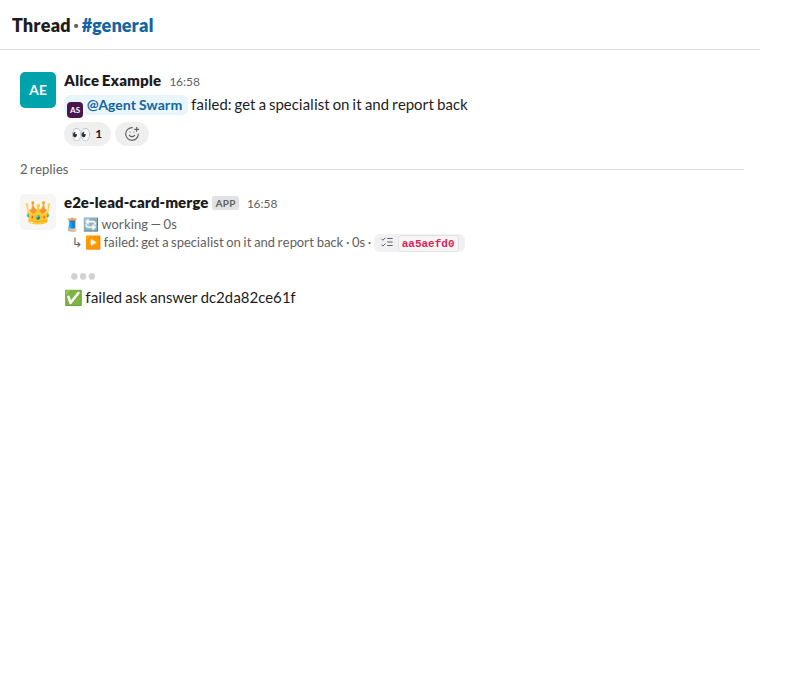 Thread · #general
AE
Alice Example 16:58
AS @Agent Swarm failed: get a specialist on it and report back
👀 1
2 replies
e2e-lead-card-merge APP 16:58
🧵 🔄 working — 0s
↳ ▶️ failed: get a specialist on it and report back · 0s · aa5aefd0
✅ failed ask answer dc2da82ce61f